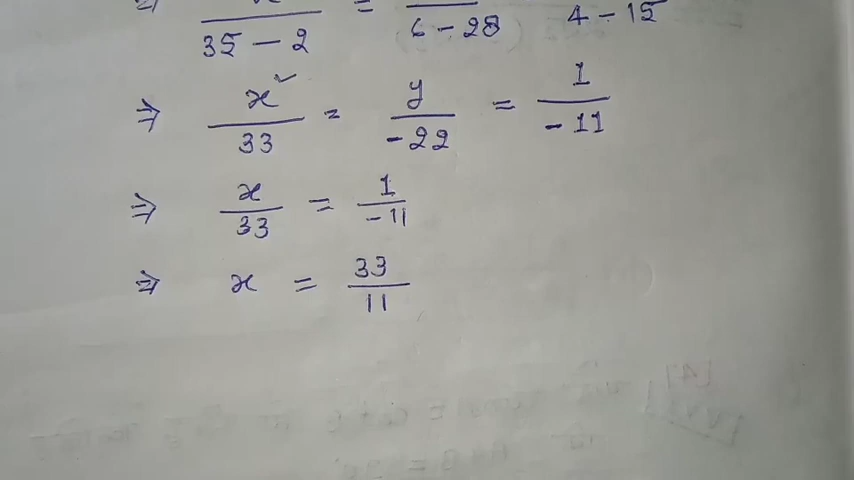 35 - 2 = 6 - 28 4 - 15
⇒ x/33 = y/-22 = 1/-11
⇒ x/33 = 1/-11
⇒ x = 33/11